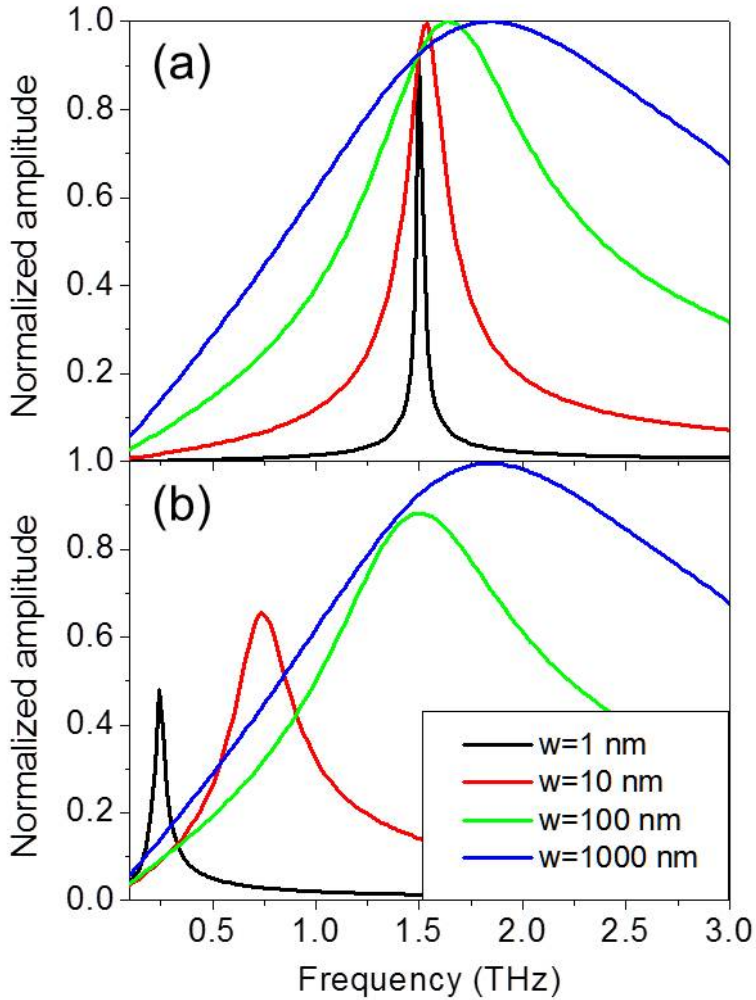 (a)
Normalized amplitude
1.0
0.8
0.6
0.4
0.2
1.0
(b)
Normalized amplitude
0.8
0.6
0.4
0.2
0.0
w=1 nm
w=10 nm
w=100 nm
w=1000 nm
0.5 1.0 1.5 2.0 2.5 3.0
Frequency (THz)